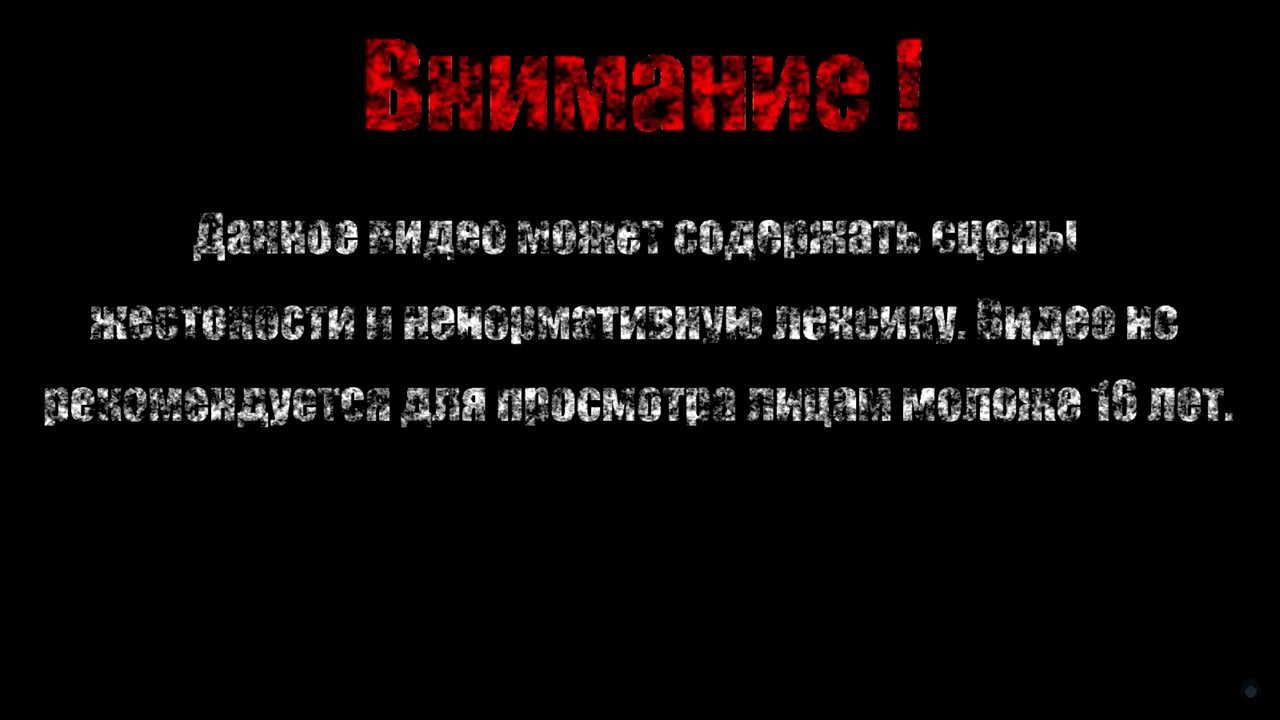 Внимание !
Данное видео может содержать сцены
жестокости и ненормативную лексику. Видео не
рекомендуется для просмотра лицам моложе 16 лет.